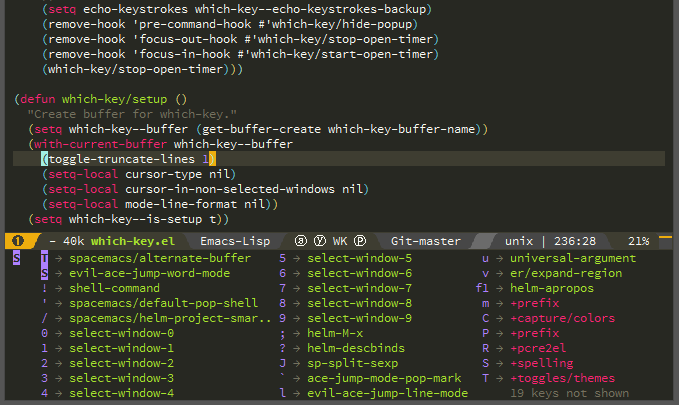 (setq echo-keystrokes which-key--echo-keystrokes-backup)
(remove-hook 'pre-command-hook #'which-key/hide-popup)
(remove-hook 'focus-out-hook #'which-key/stop-open-timer)
(remove-hook 'focus-in-hook #'which-key/start-open-timer)
(which-key/stop-open-timer)))
(defun which-key/setup ()
"Create buffer for which-key."
(setq which-key--buffer (get-buffer-create which-key-buffer-name))
(with-current-buffer which-key--buffer
(toggle-truncate-lines 1)
(setq-local cursor-type nil)
(setq-local cursor-in-non-selected-windows nil)
(setq-local mode-line-format nil))
(setq which-key--is-setup t))
❶ - 40k which-key.el Emacs-Lisp ⓐ ⓨ WK ⓟ Git-master unix | 236:28 21%
S T → spacemacs/alternate-buffer 5 → select-window-5 u → universal-argument
S → evil-ace-jump-word-mode 6 → select-window-6 v → er/expand-region
! → shell-command 7 → select-window-7 f1 → helm-apropos
' → spacemacs/default-pop-shell 8 → select-window-8 m → +prefix
/ → spacemacs/helm-project-smar.. 9 → select-window-9 C → +capture/colors
0 → select-window-0 ; → helm-M-x P → +prefix
1 → select-window-1 ? → helm-descbinds R → +pcre2el
2 → select-window-2 J → sp-split-sexp S → +spelling
3 → select-window-3 ` → ace-jump-mode-pop-mark T → +toggles/themes
4 → select-window-4 l → evil-ace-jump-line-mode 19 keys not shown